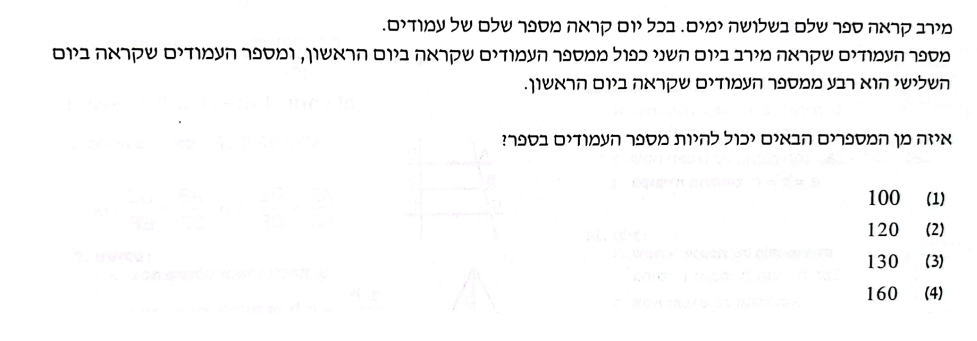 מירב קראה ספר שלם בשלושה ימים. בכל יום קראה מספר שלם של עמודים.
מספר העמודים שקראה מירב ביום השני כפול ממספר העמודים שקראה ביום הראשון, ומספר העמודים שקראה ביום
השלישי הוא רבע ממספר העמודים שקראה ביום הראשון.
איזה מן המספרים הבאים יכול להיות מספר העמודים בספר?
(1) 100
(2) 120
(3) 130
(4) 160